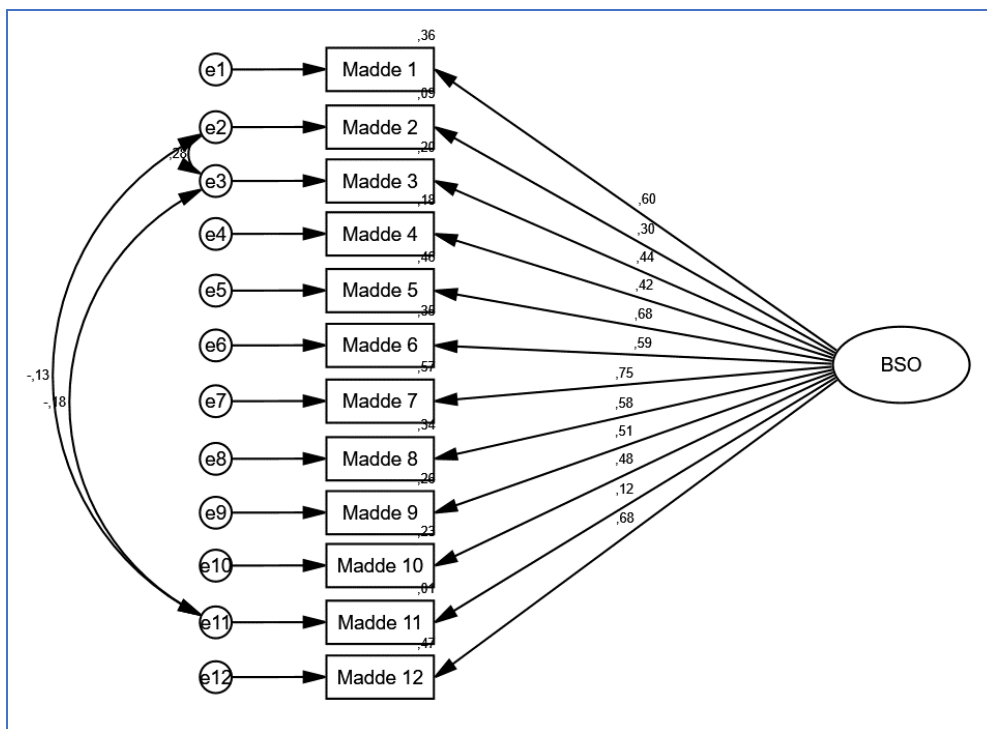 ,36
e1
Madde 1
,09
e2
Madde 2
,28
,20
e3
Madde 3
,18
e4
Madde 4
,46
e5
Madde 5
,35
e6
Madde 6
,57
e7
Madde 7
,34
e8
Madde 8
,26
e9
Madde 9
,23
e10
Madde 10
,01
e11
Madde 11
,47
e12
Madde 12
-,13
-,18
,60
,30
,44
,42
,68
,59
,75
,58
,51
,48
,12
,68
BSO